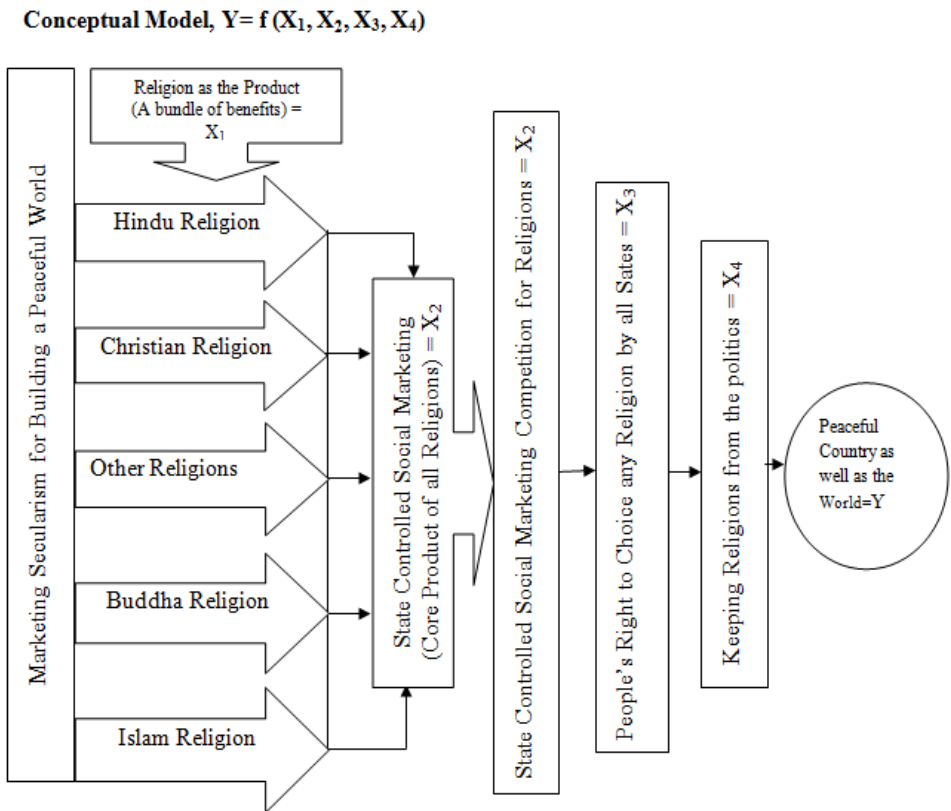 Conceptual Model, Y= f (X₁, X₂, X₃, X₄)
Marketing Secularism for Building a Peaceful World
Religion as the Product
(A bundle of benefits) =
X₁
Hindu Religion
Christian Religion
Other Religions
Buddha Religion
Islam Religion
State Controlled Social Marketing
(Core Product of all Religions) = X₂
State Controlled Social Marketing Competition for Religions = X₂
People's Right to Choice any Religion by all Sates = X₃
Keeping Religions from the politics = X₄
Peaceful
Country as
well as the
World=Y